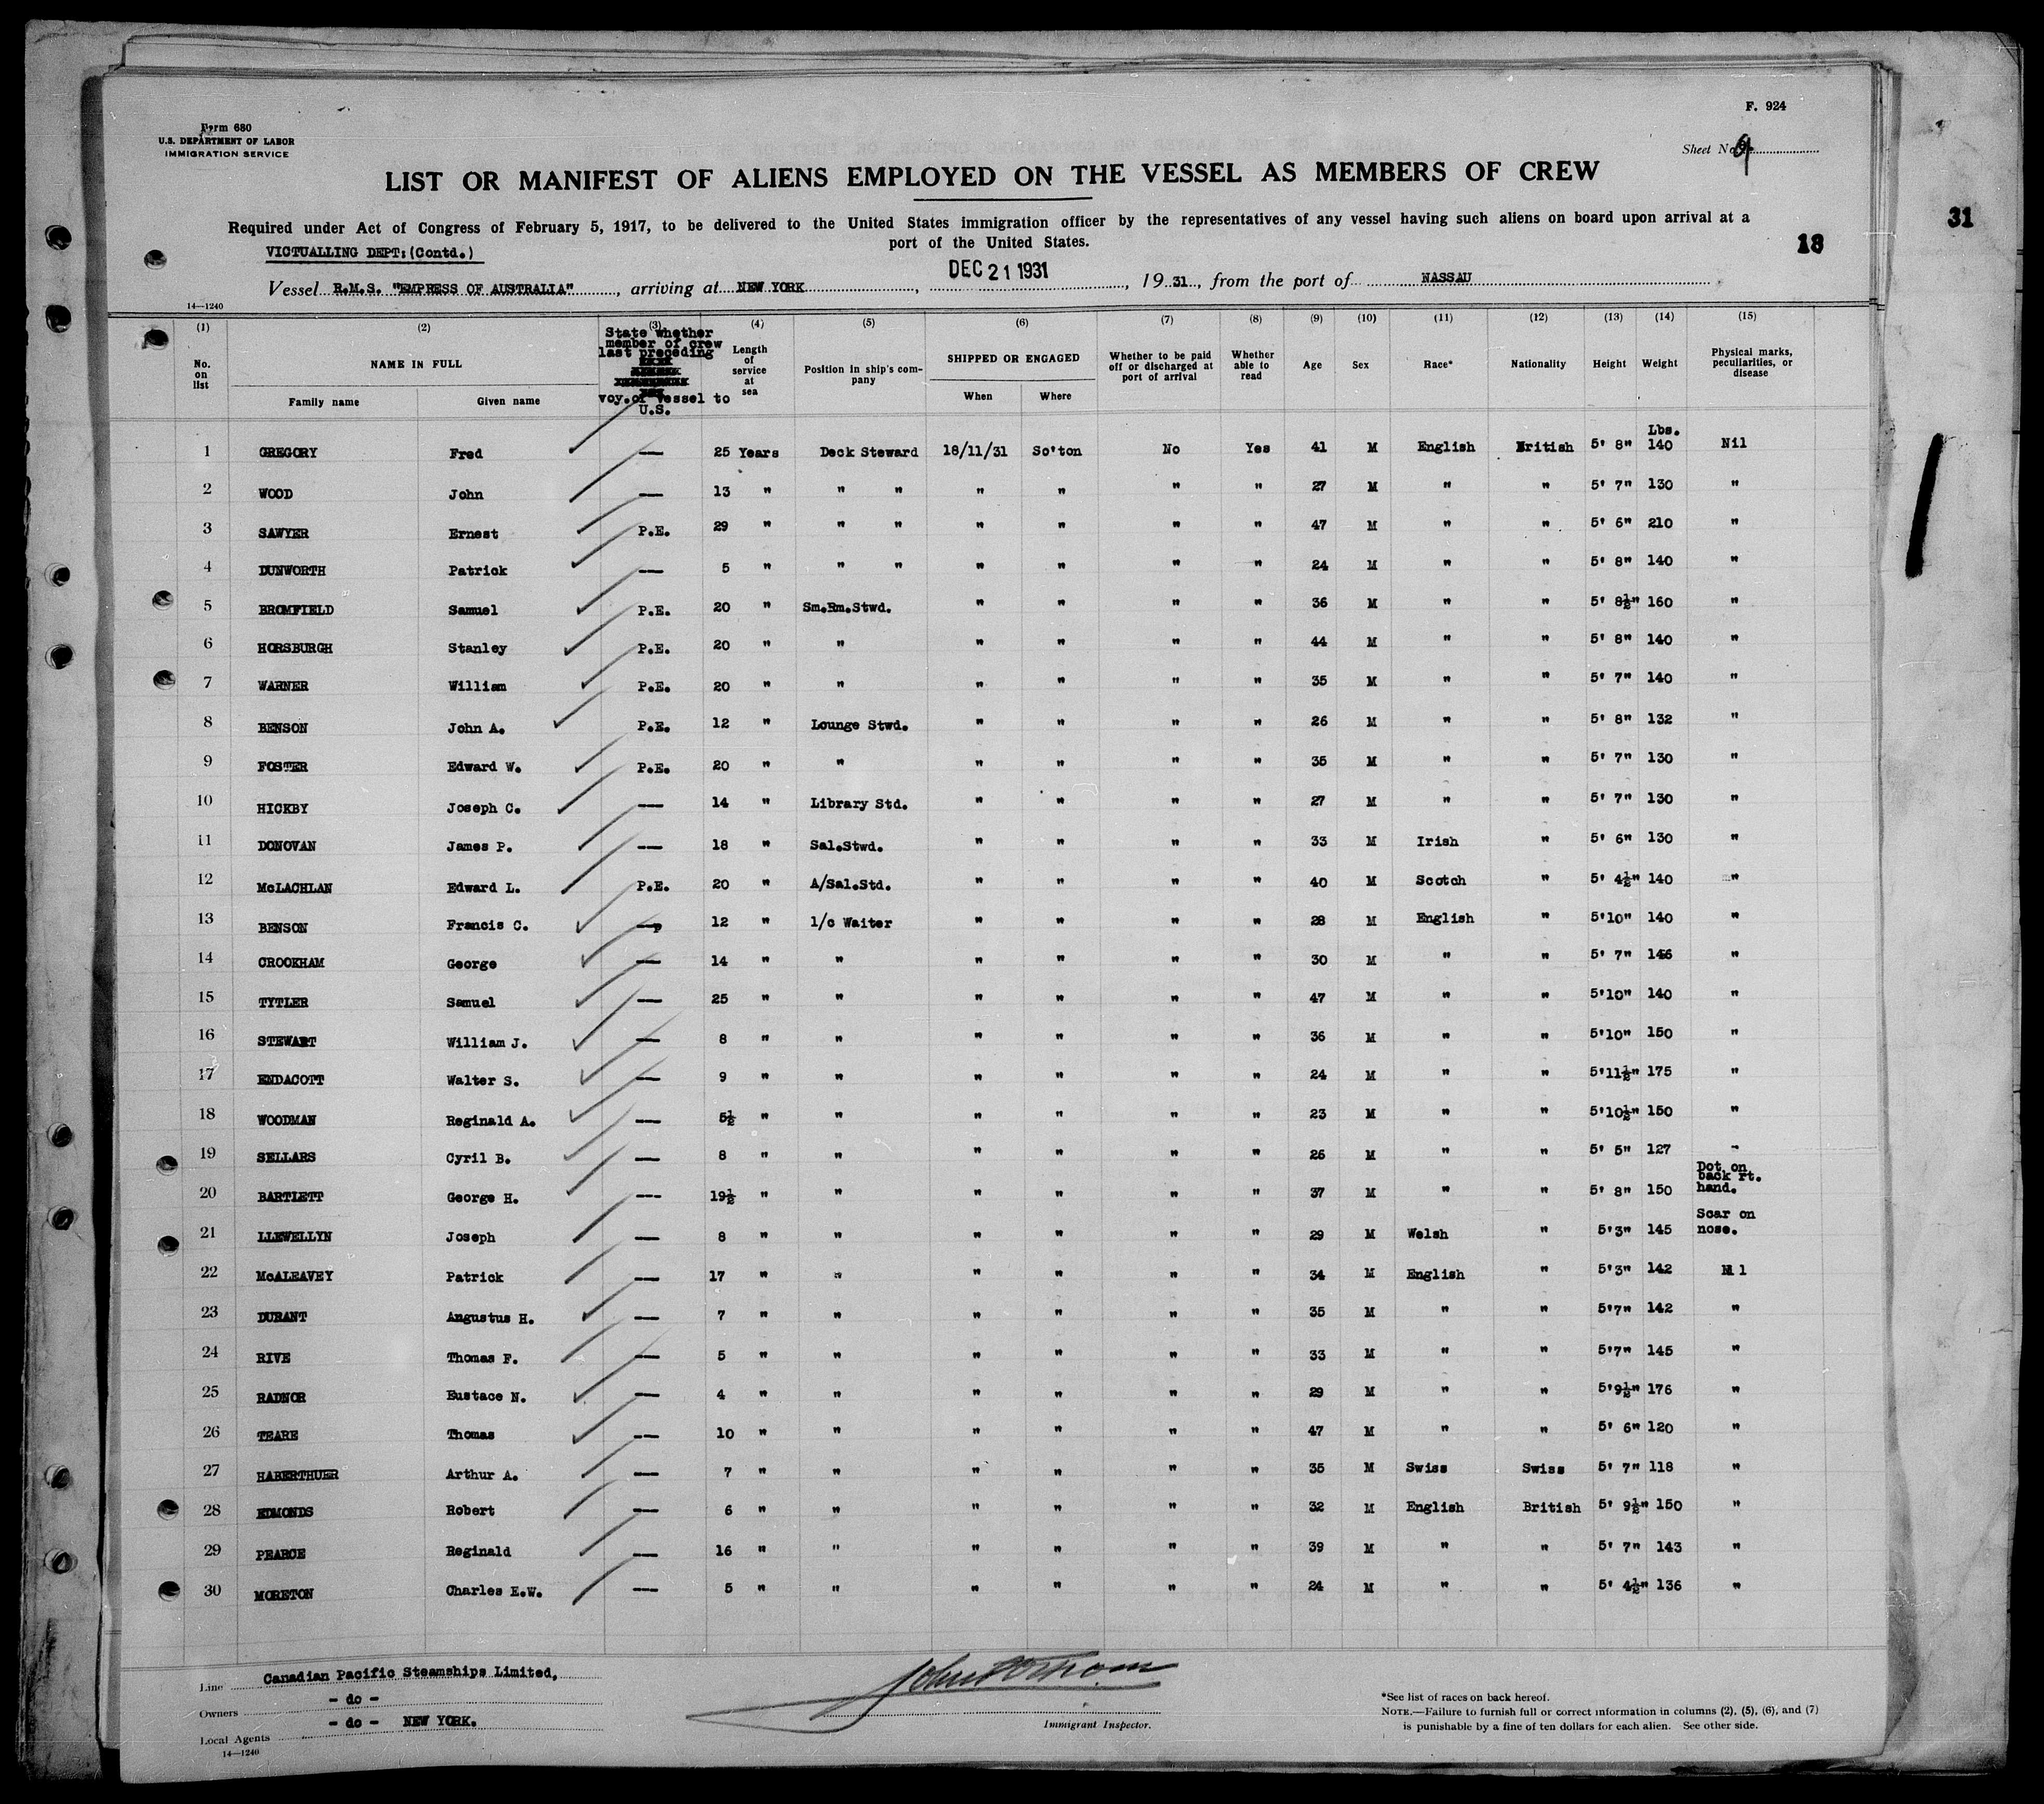 F. 924
Form 680
U.S. DEPARTMENT OF LABOR
IMMIGRATION SERVICE
Sheet No. 9
LIST OR MANIFEST OF ALIENS EMPLOYED ON THE VESSEL AS MEMBERS OF CREW
Required under Act of Congress of February 5, 1917, to be delivered to the United States immigration officer by the representatives of any vessel having such aliens on board upon arrival at a
port of the United States.
31
18
VICTUALLING DEPT:(Contd.)
Vessel R.M.S. "EMPRESS OF AUSTRALIA", arriving at NEW YORK, DEC 21 1931, 1931, from the port of NASSAU
14—1240
(1) (2) (3) (4) (5) (6) (7) (8) (9) (10) (11) (12) (13) (14) (15)
No. on list NAME IN FULL Family name Given name State whether member of crew last preceding voy.of vessel to U.S. Length of service at sea Position in ship's company SHIPPED OR ENGAGED When Where Whether to be paid off or discharged at port of arrival Whether able to read Age Sex Race* Nationality Height Weight Physical marks, peculiarities, or disease
Lbs.
1 GREGORY Fred — 25 Years Deck Steward 18/11/31 So'ton No Yes 41 M English British 5' 8" 140 Nil
2 WOOD John — 13 " " " " " " " 27 M " " 5' 7" 130 "
3 SAWYER Ernest P.E. 29 " " " " " " " 47 M " " 5' 6" 210 "
4 DUNWORTH Patrick — 5 " " " " " " " 24 M " " 5' 8" 140 "
5 BROMFIELD Samuel P.E. 20 " Sm.Rm.Stwd. " " " " 36 M " " 5' 8½" 160 "
6 HORSBURGH Stanley P.E. 20 " " " " " " 44 M " " 5' 8" 140 "
7 WARNER William P.E. 20 " " " " " " 35 M " " 5' 7" 140 "
8 BENSON John A. P.E. 12 " Lounge Stwd. " " " " 26 M " " 5' 8" 132 "
9 FOSTER Edward W. P.E. 20 " " " " " " 35 M " " 5' 7" 130 "
10 HICKBY Joseph C. — 14 " Library Std. " " " " 27 M " " 5' 7" 130 "
11 DONOVAN James P. — 18 " Sal.Stwd. " " " " 33 M Irish " 5' 6" 130 "
12 McLACHLAN Edward L. P.E. 20 " A/Sal.Std. " " " " 40 M Scotch " 5' 4½" 140 "
13 BENSON Francis C. — 12 " 1/c Waiter " " " " 28 M English " 5'10" 140 "
14 CROOKHAM George — 14 " " " " " " 30 M " " 5' 7" 146 "
15 TYTLER Samuel — 25 " " " " " " 47 M " " 5'10" 140 "
16 STEWART William J. — 8 " " " " " " 36 M " " 5'10" 150 "
17 ENDACOTT Walter S. — 9 " " " " " " 24 M " " 5'11½" 175 "
18 WOODMAN Reginald A. — 5½ " " " " " " 23 M " " 5'10½" 150 "
19 SELLARS Cyril B. — 8 " " " " " " 25 M " " 5' 5" 127 "
20 BARTLETT George H. — 19½ " " " " " " 37 M " " 5' 8" 150 Dot on back rt. hand.
21 LLEWELLYN Joseph — 8 " " " " " " 29 M Welsh " 5'3" 145 Scar on nose.
22 McALEAVEY Patrick — 17 " " " " " " 34 M English " 5'3" 142 Nil
23 DURANT Angustus H. — 7 " " " " " " 35 M " " 5'7" 142 "
24 RIVE Thomas F. — 5 " " " " " " 33 M " " 5'7" 145 "
25 RADNOR Eustace N. — 4 " " " " " " 29 M " " 5'9½" 176 "
26 TEARE Thomas — 10 " " " " " " 47 M " " 5' 6" 120 "
27 HABERTHUER Arthur A. — 7 " " " " " " 35 M Swiss Swiss 5' 7" 118 "
28 EDMONDS Robert — 6 " " " " " " 32 M English British 5' 9½" 150 "
29 PEARCE Reginald — 16 " " " " " " 39 M " " 5' 7" 143 "
30 MORETON Charles E.W. — 5 " " " " " " 24 M " " 5' 4½" 136 "
Line Canadian Pacific Steamships Limited,
Owners - do -
Local Agents - do - NEW YORK.
14—1240
Immigrant Inspector.
*See list of races on back hereof.
NOTE.—Failure to furnish full or correct information in columns (2), (5), (6), and (7)
is punishable by a fine of ten dollars for each alien. See other side.